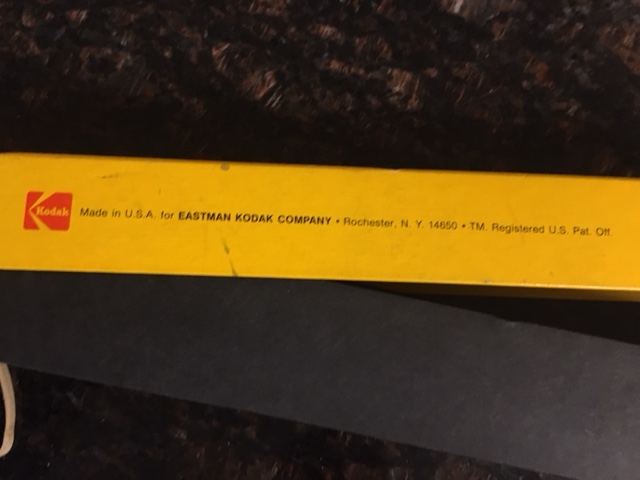 Kodak
Made in U.S.A. for EASTMAN KODAK COMPANY • Rochester, N. Y. 14650 • TM. Registered U.S. Pat. Off.